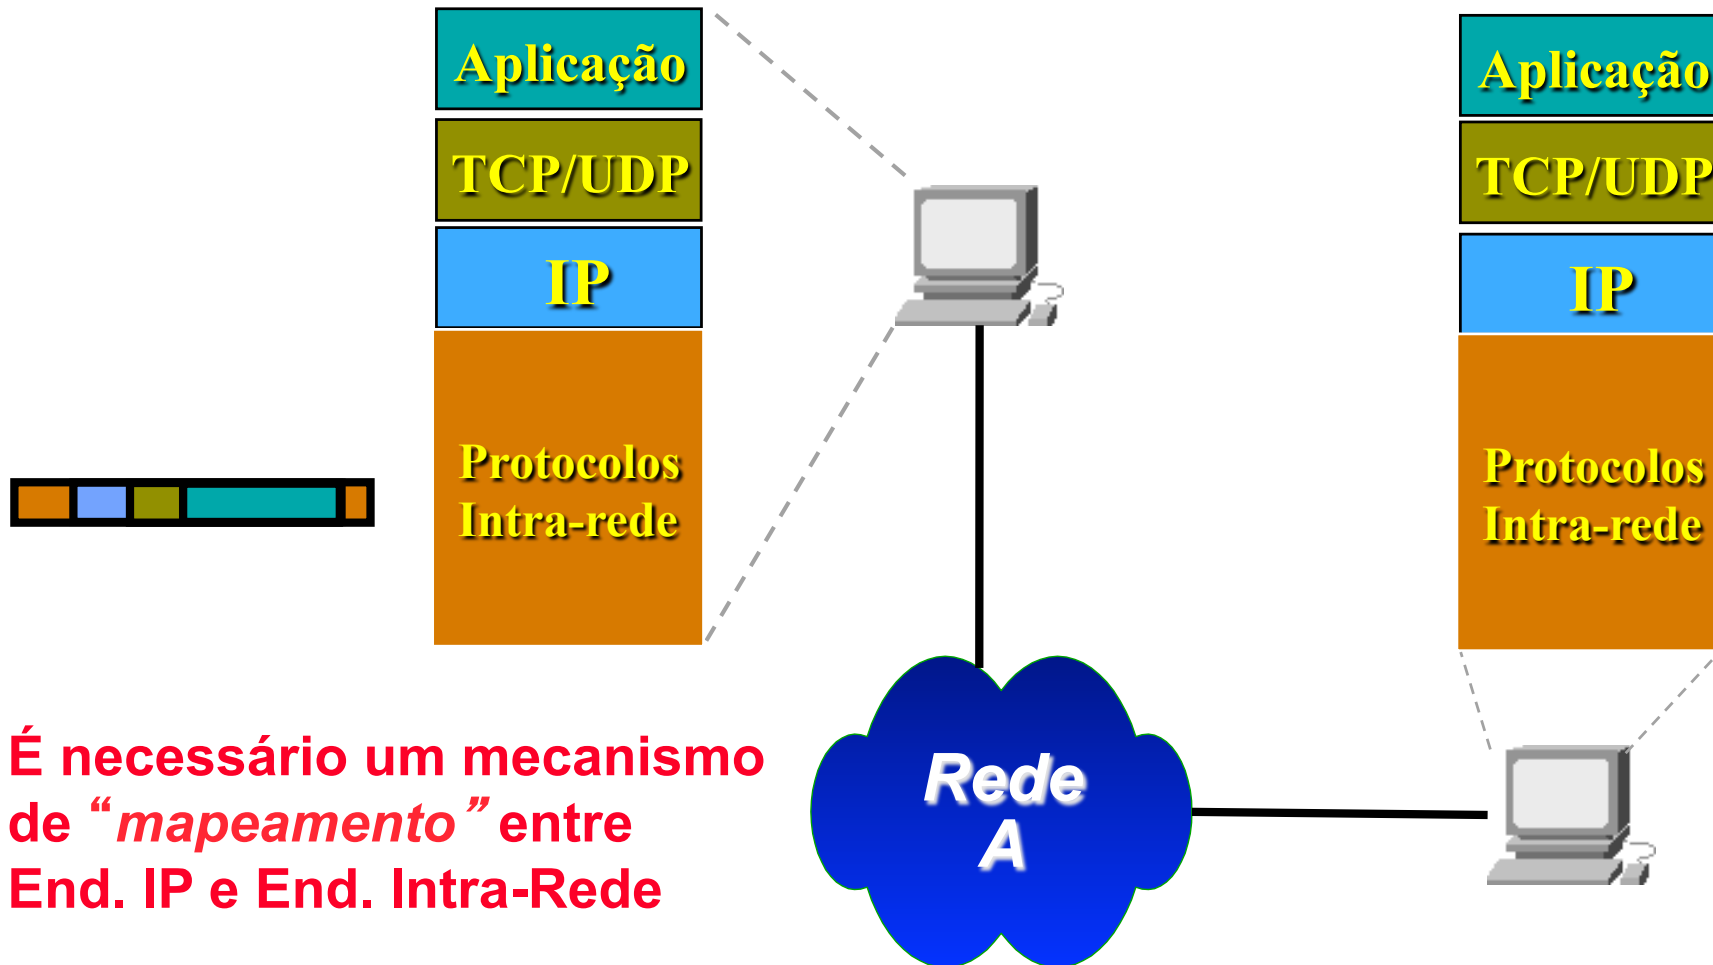 Aplicação
TCP/UDP
IP
Protocolos
Intra-rede
Aplicação
TCP/UDP
IP
Protocolos
Intra-rede
É necessário um mecanismo
de “mapeamento” entre
End. IP e End. Intra-Rede
Rede
A